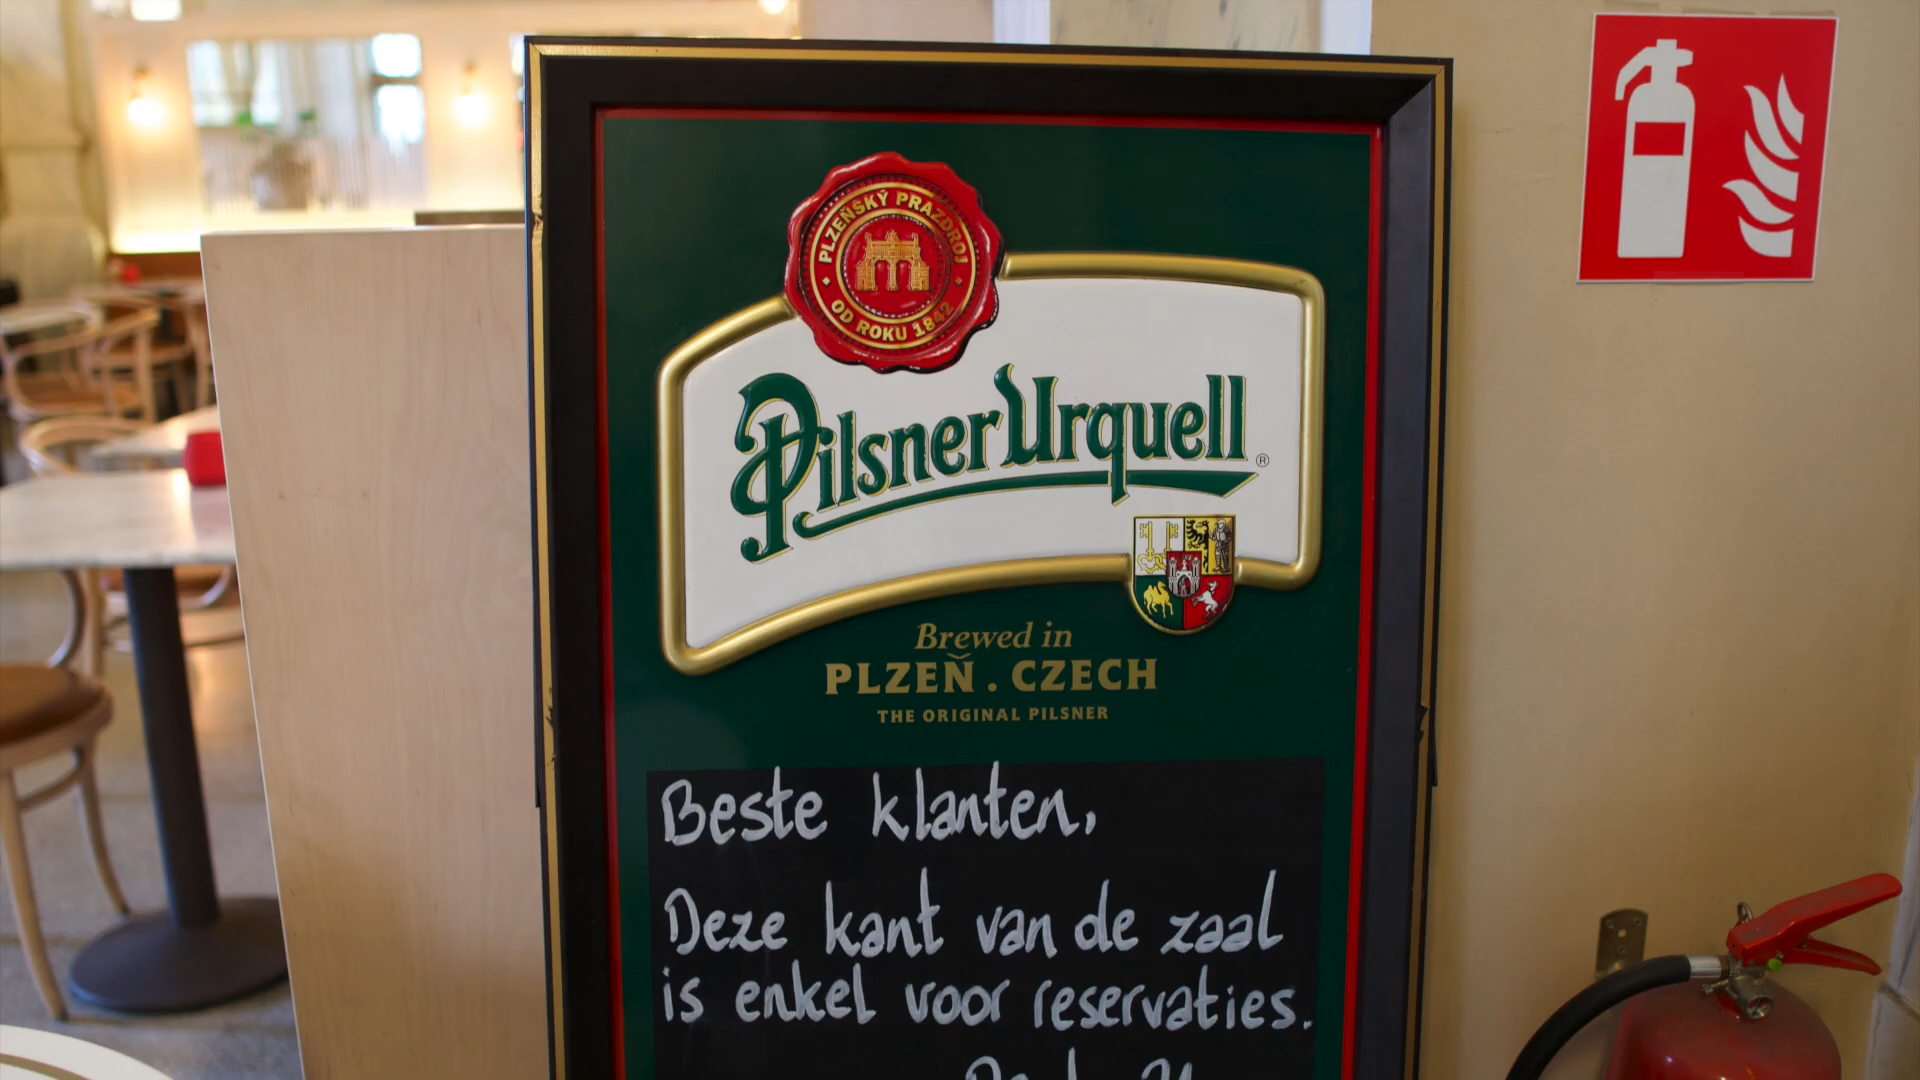 PLZEŇSKÝ PRAZDROJ
OD ROKU 1842
Pilsner Urquell ®
Brewed in
PLZEŇ . CZECH
THE ORIGINAL PILSNER
Beste klanten,
Deze kant van de zaal
is enkel voor reservaties.